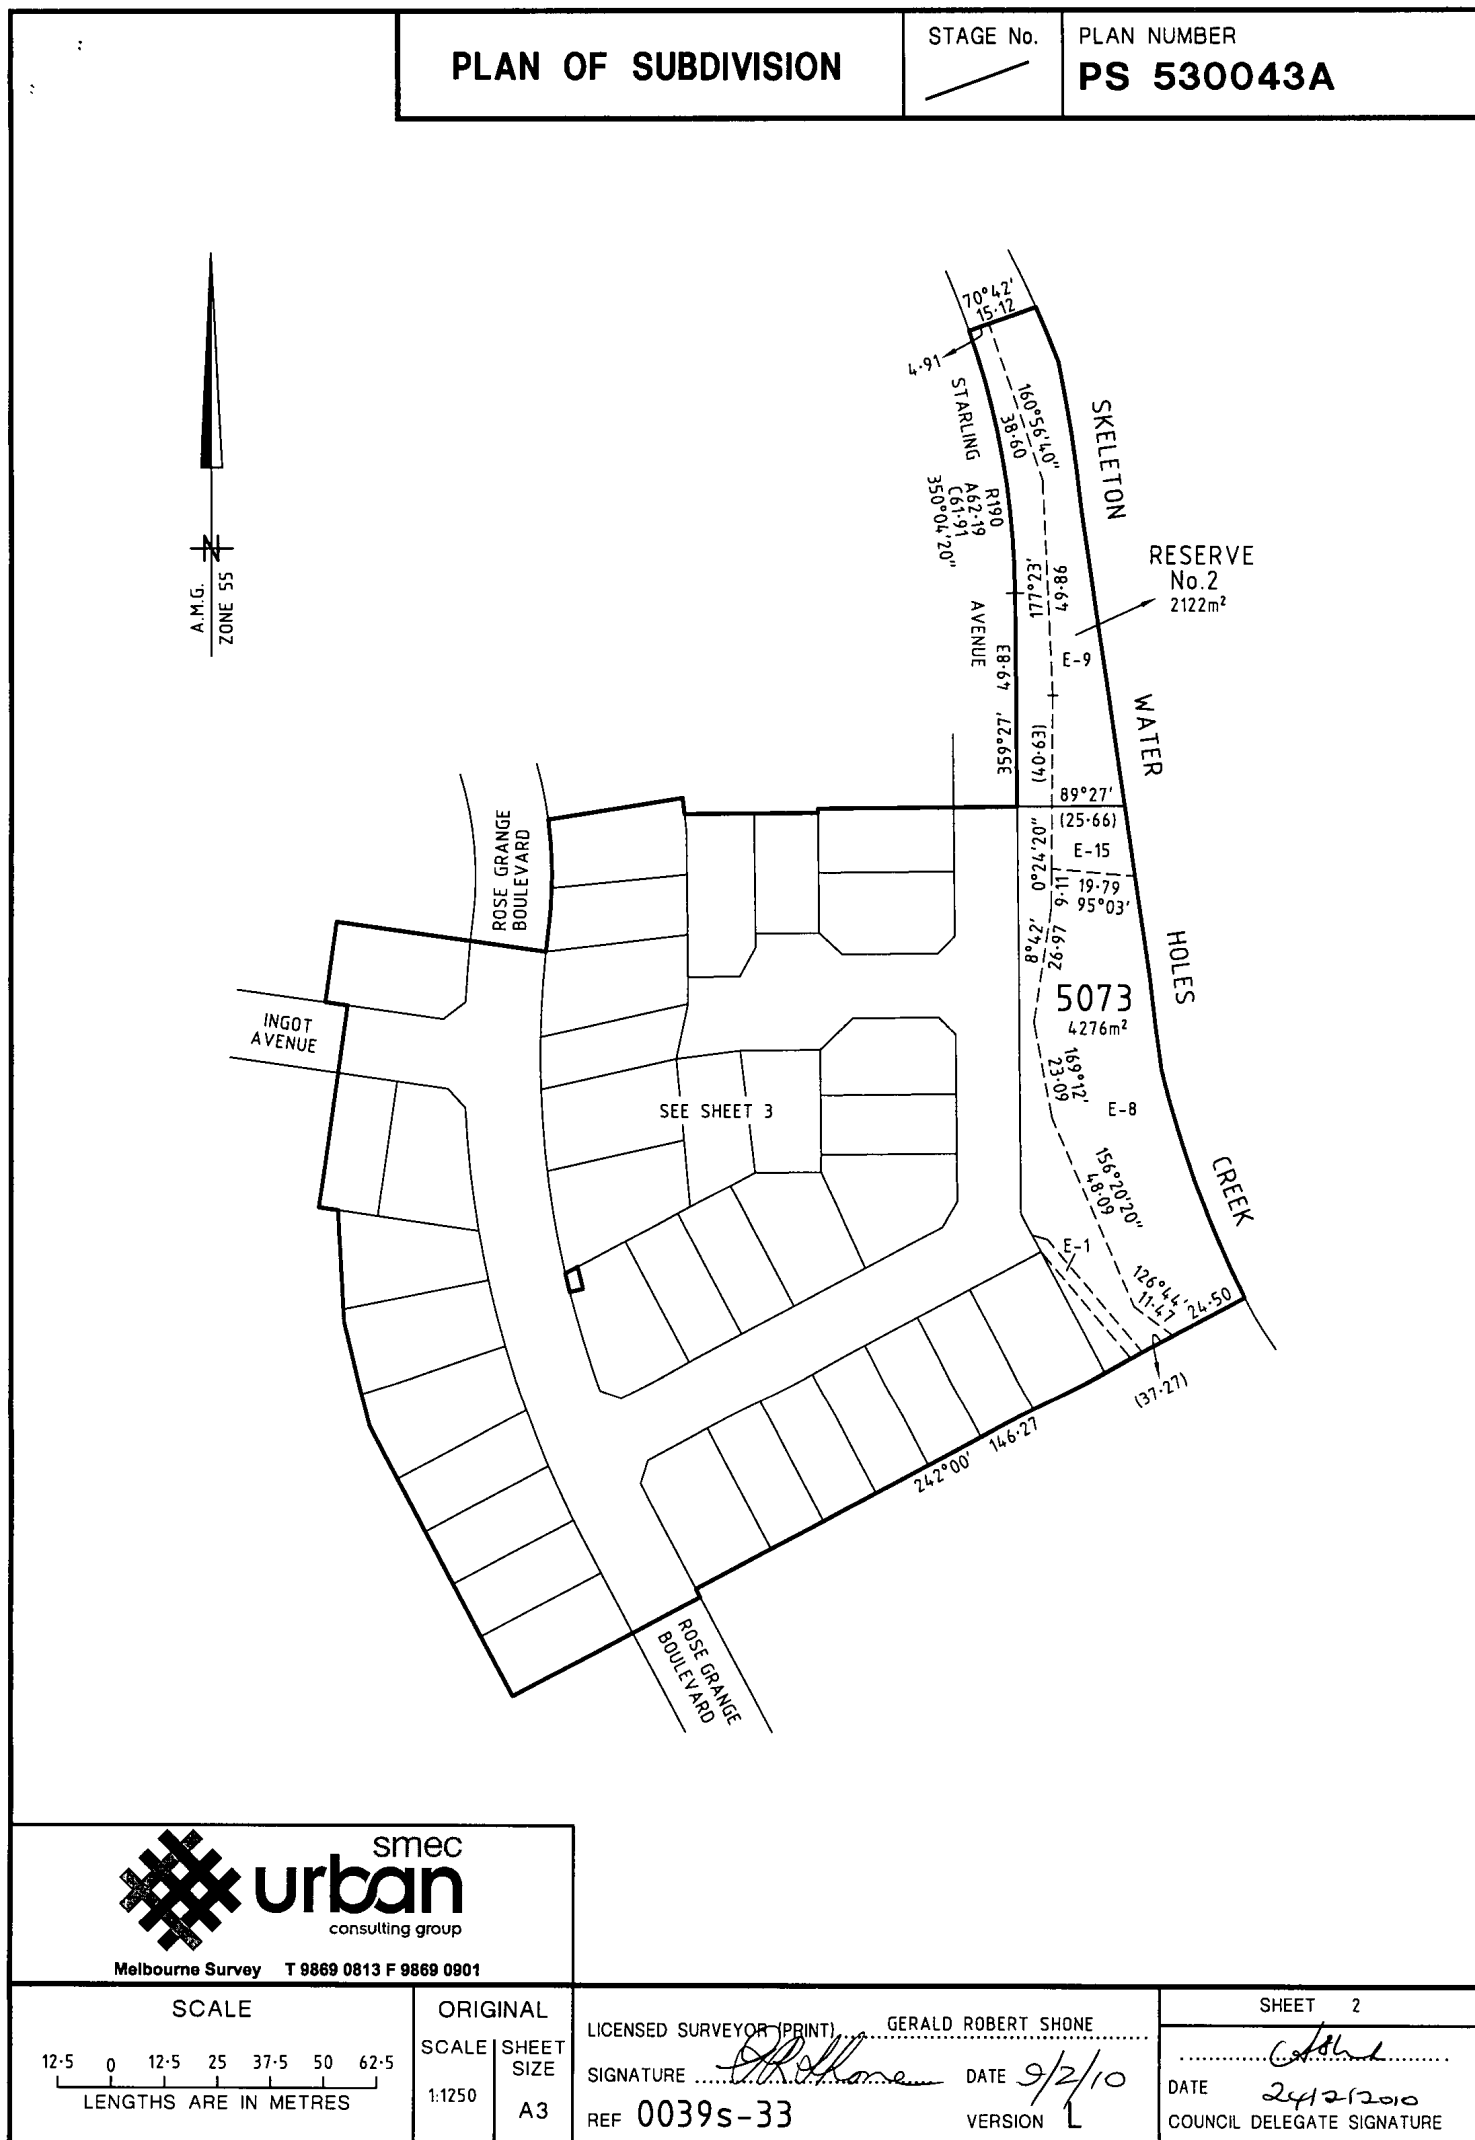 PLAN OF SUBDIVISION
STAGE No.
PLAN NUMBER
PS 530043A
A.M.G.
ZONE 55
70°42'
15·12
4·91
STARLING
AVENUE
160°56'40"
38·60
R190
A62·19
C61·91
350°04'20"
177°23'
49·86
49·83
359°27'
(40·63)
SKELETON
WATER
HOLES
CREEK
RESERVE
No.2
2122m²
E-9
89°27'
(25·66)
E-15
0°24'20"
9·11
19·79
95°03'
8°42'
26·97
5073
4276m²
169°12'
23·09
E-8
156°20'20"
48·09
E-1
126°44'
11·47
24·50
(37·27)
242°00' 146·27
ROSE GRANGE
BOULEVARD
INGOT
AVENUE
SEE SHEET 3
ROSE GRANGE
BOULEVARD
smec
urban
consulting group
Melbourne Survey T 9869 0813 F 9869 0901
SCALE
12·5 0 12·5 25 37·5 50 62·5
LENGTHS ARE IN METRES
ORIGINAL
SCALE
1:1250
SHEET
SIZE
A3
LICENSED SURVEYOR (PRINT) GERALD ROBERT SHONE
SIGNATURE
DATE 9/2/10
REF 0039s-33
VERSION L
SHEET 2
DATE 24/2/2010
COUNCIL DELEGATE SIGNATURE